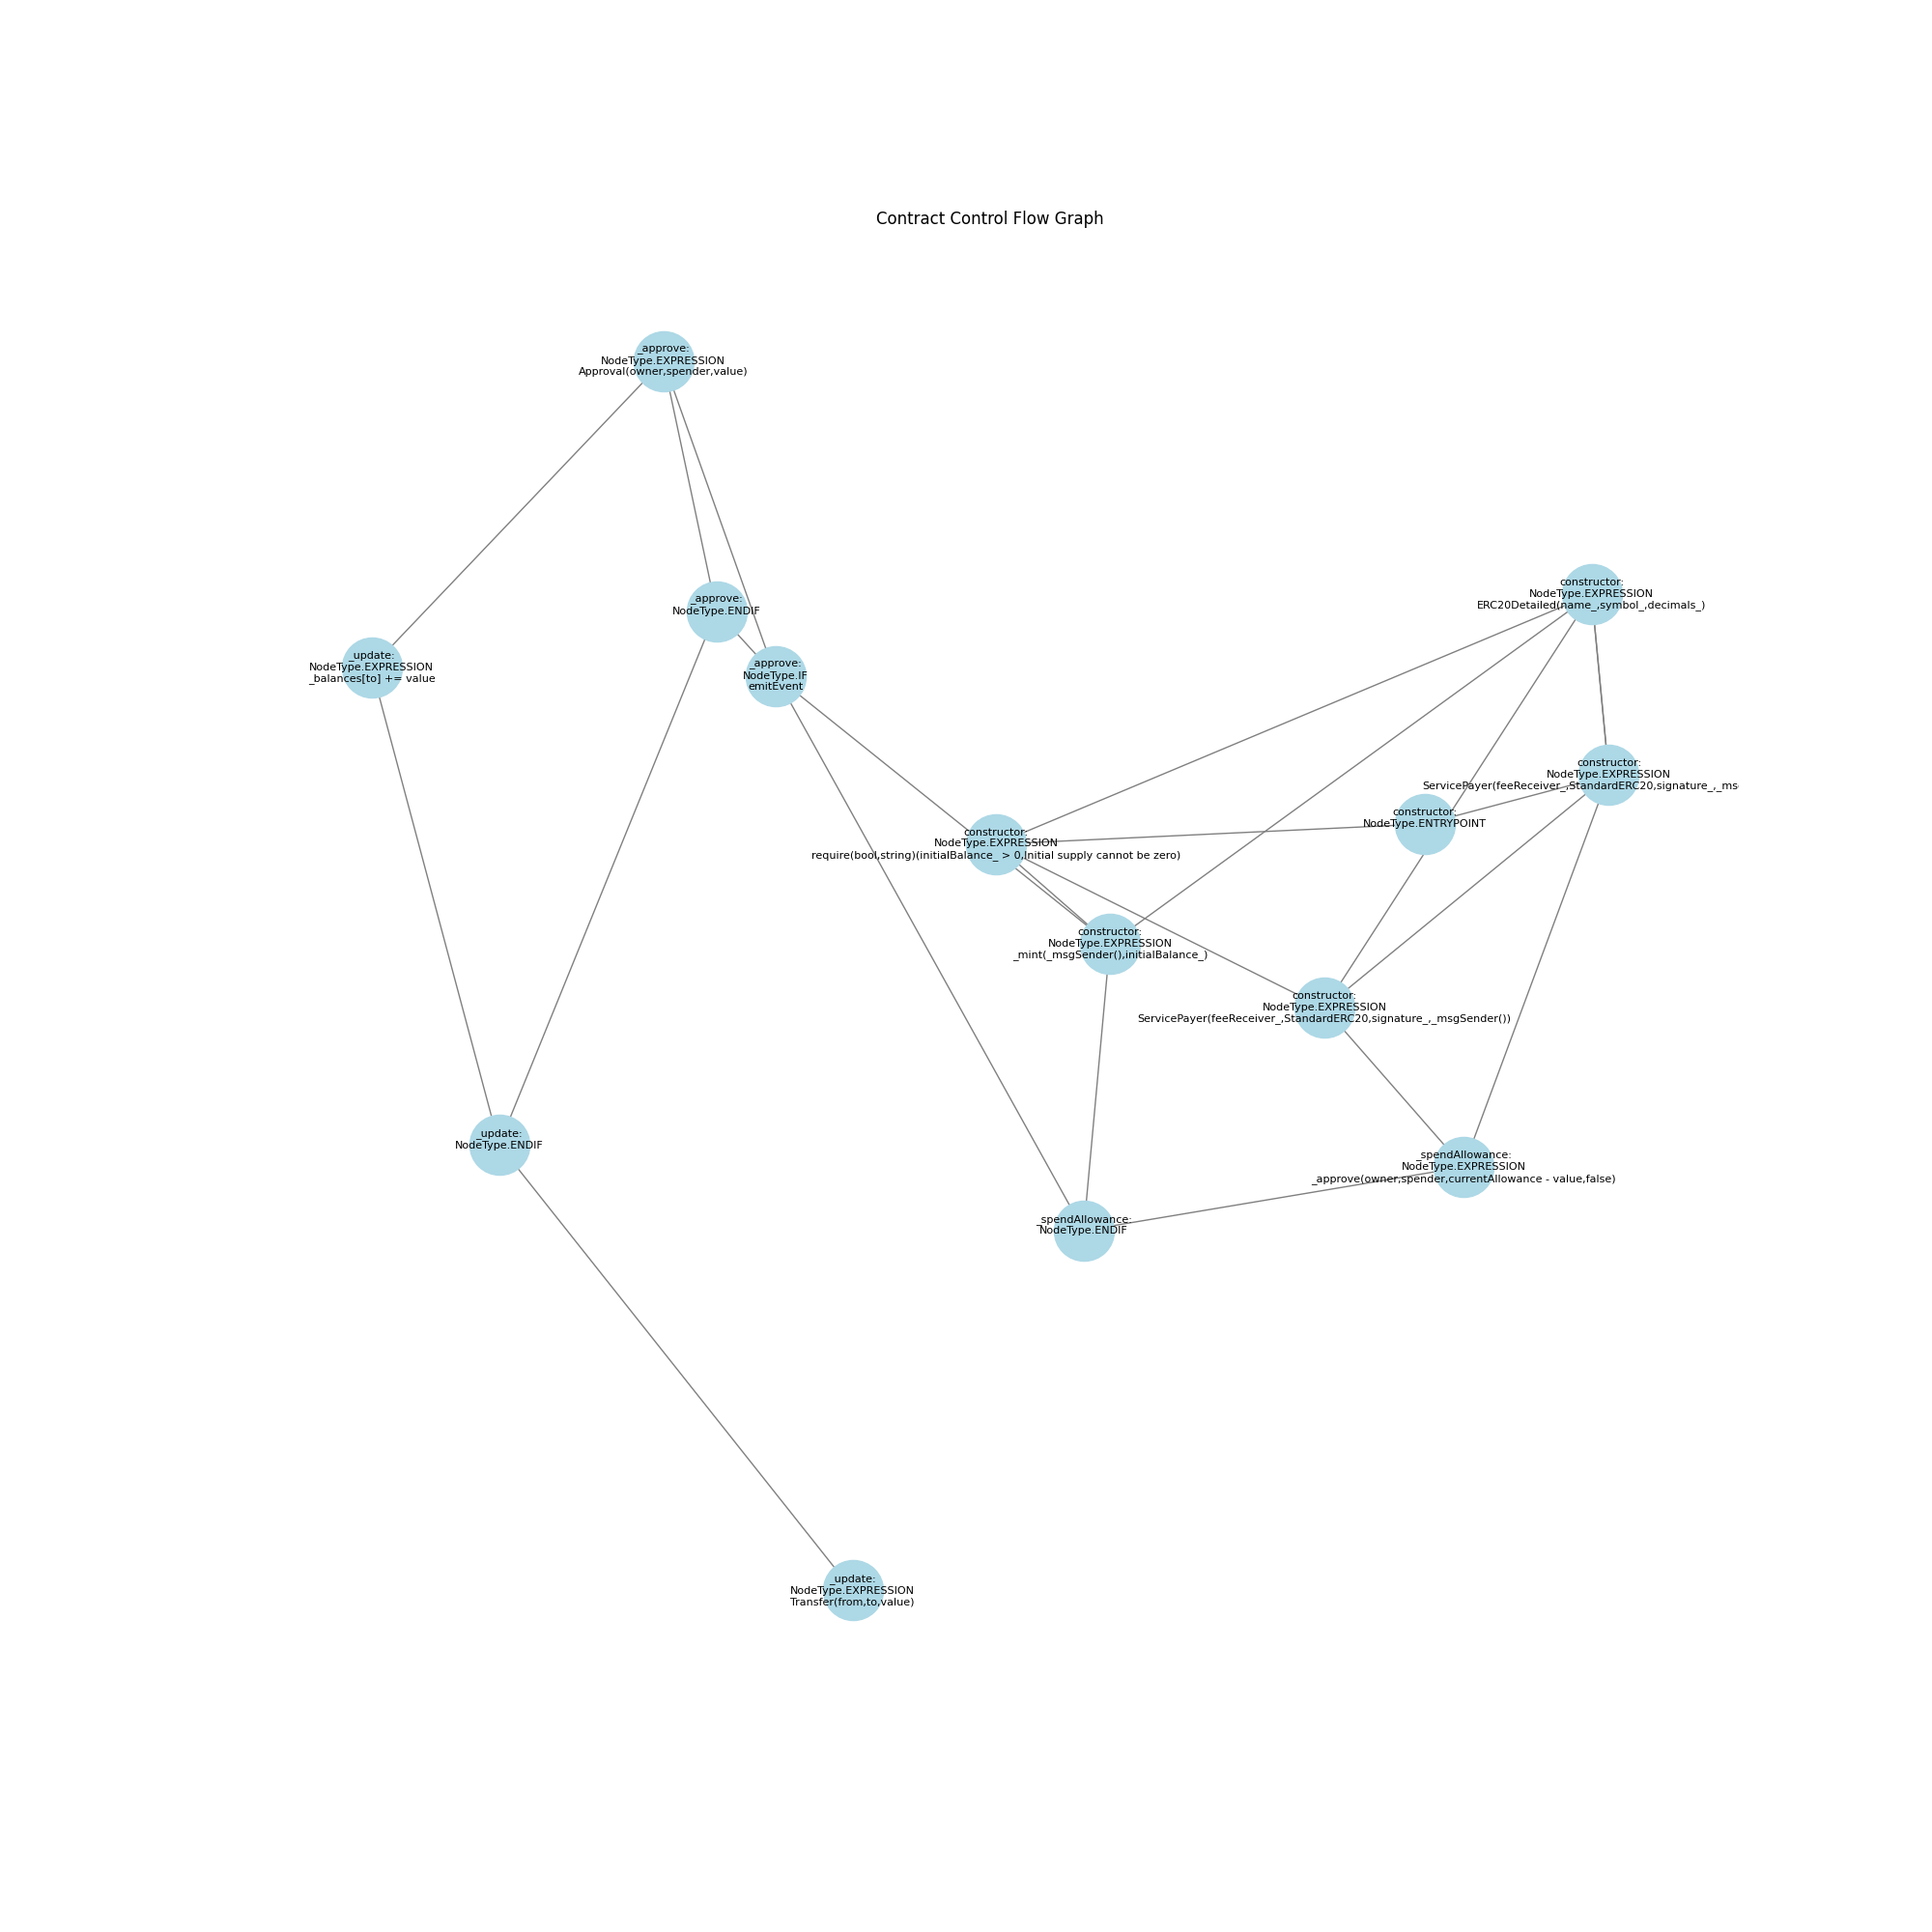 Contract Control Flow Graph
_approve:
NodeType.EXPRESSION
Approval(owner,spender,value)
_approve:
NodeType.ENDIF
_update:
NodeType.EXPRESSION
_balances[to] += value
_approve:
NodeType.IF
emitEvent
constructor:
NodeType.EXPRESSION
ERC20Detailed(name_,symbol_,decimals_)
constructor:
NodeType.EXPRESSION
ServicePayer(feeReceiver_,StandardERC20,signature_,_ms
constructor:
NodeType.ENTRYPOINT
constructor:
NodeType.EXPRESSION
require(bool,string)(initialBalance_ > 0,Initial supply cannot be zero)
constructor:
NodeType.EXPRESSION
_mint(_msgSender(),initialBalance_)
constructor:
NodeType.EXPRESSION
ServicePayer(feeReceiver_,StandardERC20,signature_,_msgSender())
_update:
NodeType.ENDIF
_spendAllowance:
NodeType.EXPRESSION
_approve(owner,spender,currentAllowance - value,false)
_spendAllowance:
NodeType.ENDIF
_update:
NodeType.EXPRESSION
Transfer(from,to,value)